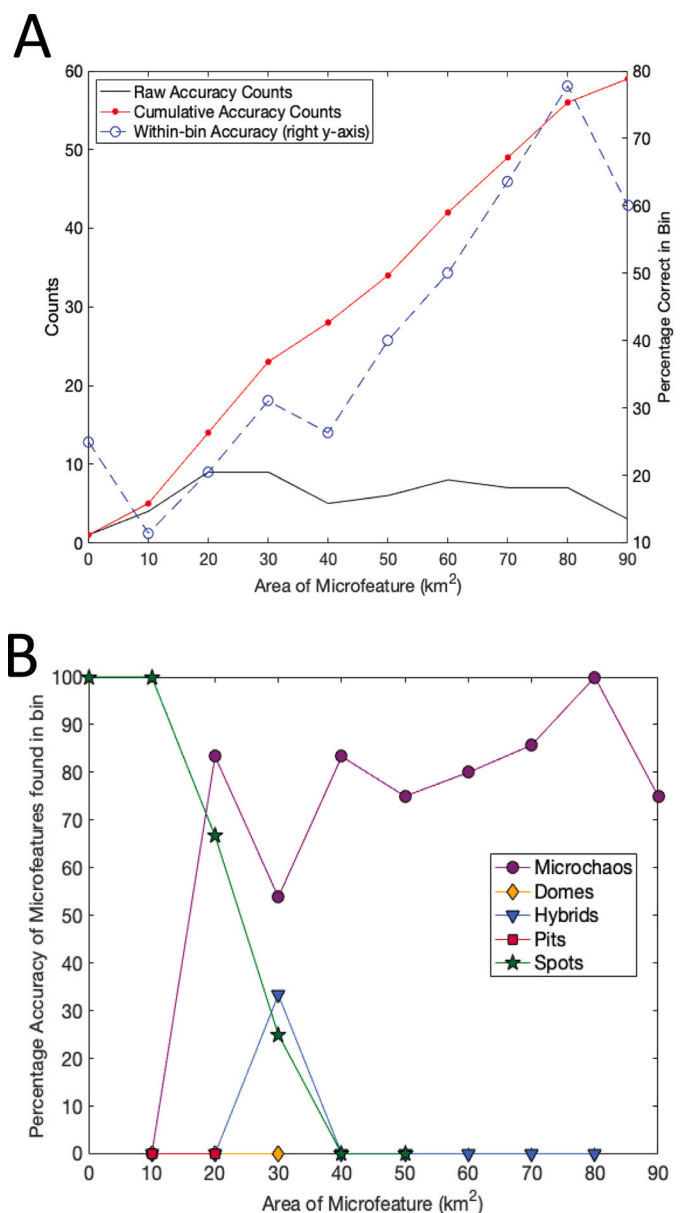 A
60
50
40
30
20
10
0
Counts
Raw Accuracy Counts
Cumulative Accuracy Counts
Within-bin Accuracy (right y-axis)
80
70
60
50
40
30
20
10
Percentage Correct in Bin
0 10 20 30 40 50 60 70 80 90
Area of Microfeature (km²)
B
100
90
80
70
60
50
40
30
20
10
0
Percentage Accuracy of Microfeatures found in bin
Microchaos
Domes
Hybrids
Pits
Spots
0 10 20 30 40 50 60 70 80 90
Area of Microfeature (km²)